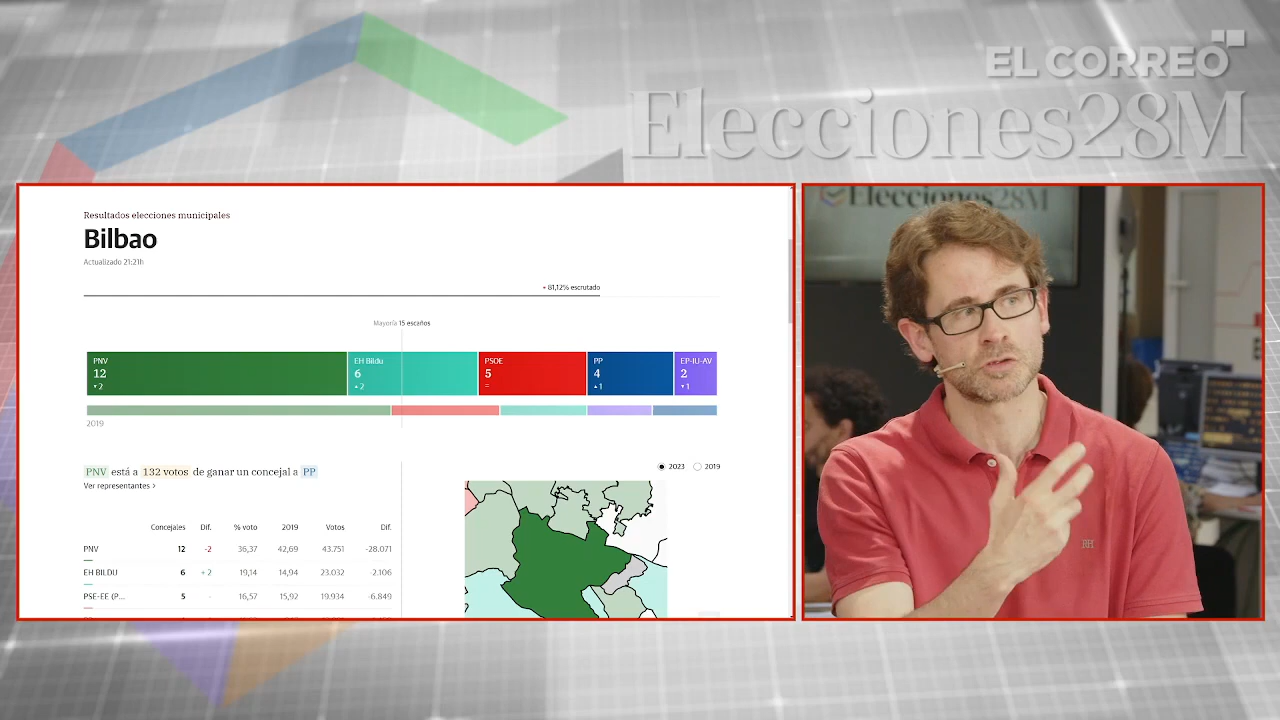 EL CORREO
Elecciones28M
Resultados elecciones municipales
Bilbao
Actualizado 21:21h
81,12% escrutado
Mayoría 15 escaños
PNV
12
▼2
EH Bildu
6
▲2
PSOE
5
=
PP
4
▲1
EP-IU-AV
2
▼1
2019
PNV está a 132 votos de ganar un concejal a PP
Ver representantes >
2023 2019
Concejales Dif. % voto 2019 Votos Dif.
PNV 12 -2 36,37 42,69 43.751 -28.071
EH BILDU 6 +2 19,14 14,94 23.032 -2.106
PSE-EE (P... 5 - 16,57 15,92 19.934 -6.849
Elecciones28M